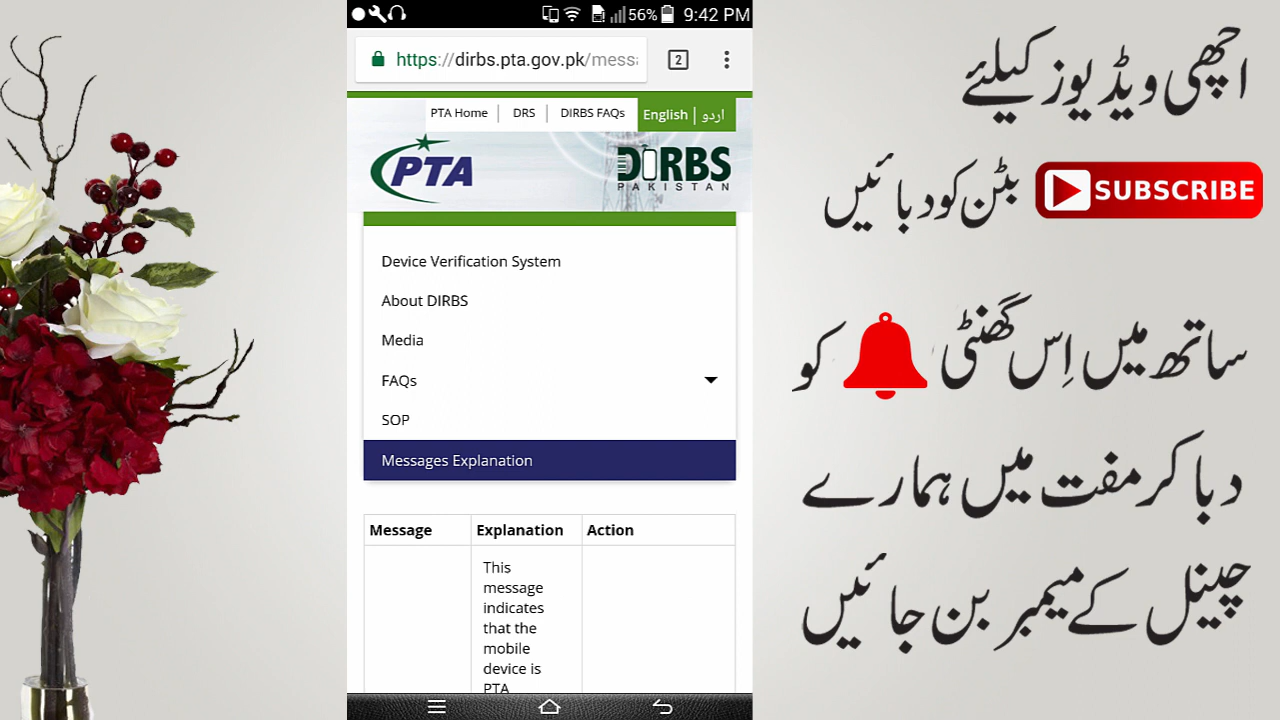 56% 9:42 PM
https://dirbs.pta.gov.pk/messa
2
PTA Home | DRS | DIRBS FAQs
English | اردو
PTA
DIRBS
PAKISTAN
Device Verification System
About DIRBS
Media
FAQs
SOP
Messages Explanation
Message Explanation Action
This
message
indicates
that the
mobile
device is
PTA
اچھی ویڈیوز کیلئے
SUBSCRIBE بٹن کو دبائیں
ساتھ میں اِس گھنٹی کو
دبا کر مفت میں ہمارے
چینل کے میمبر بن جائیں